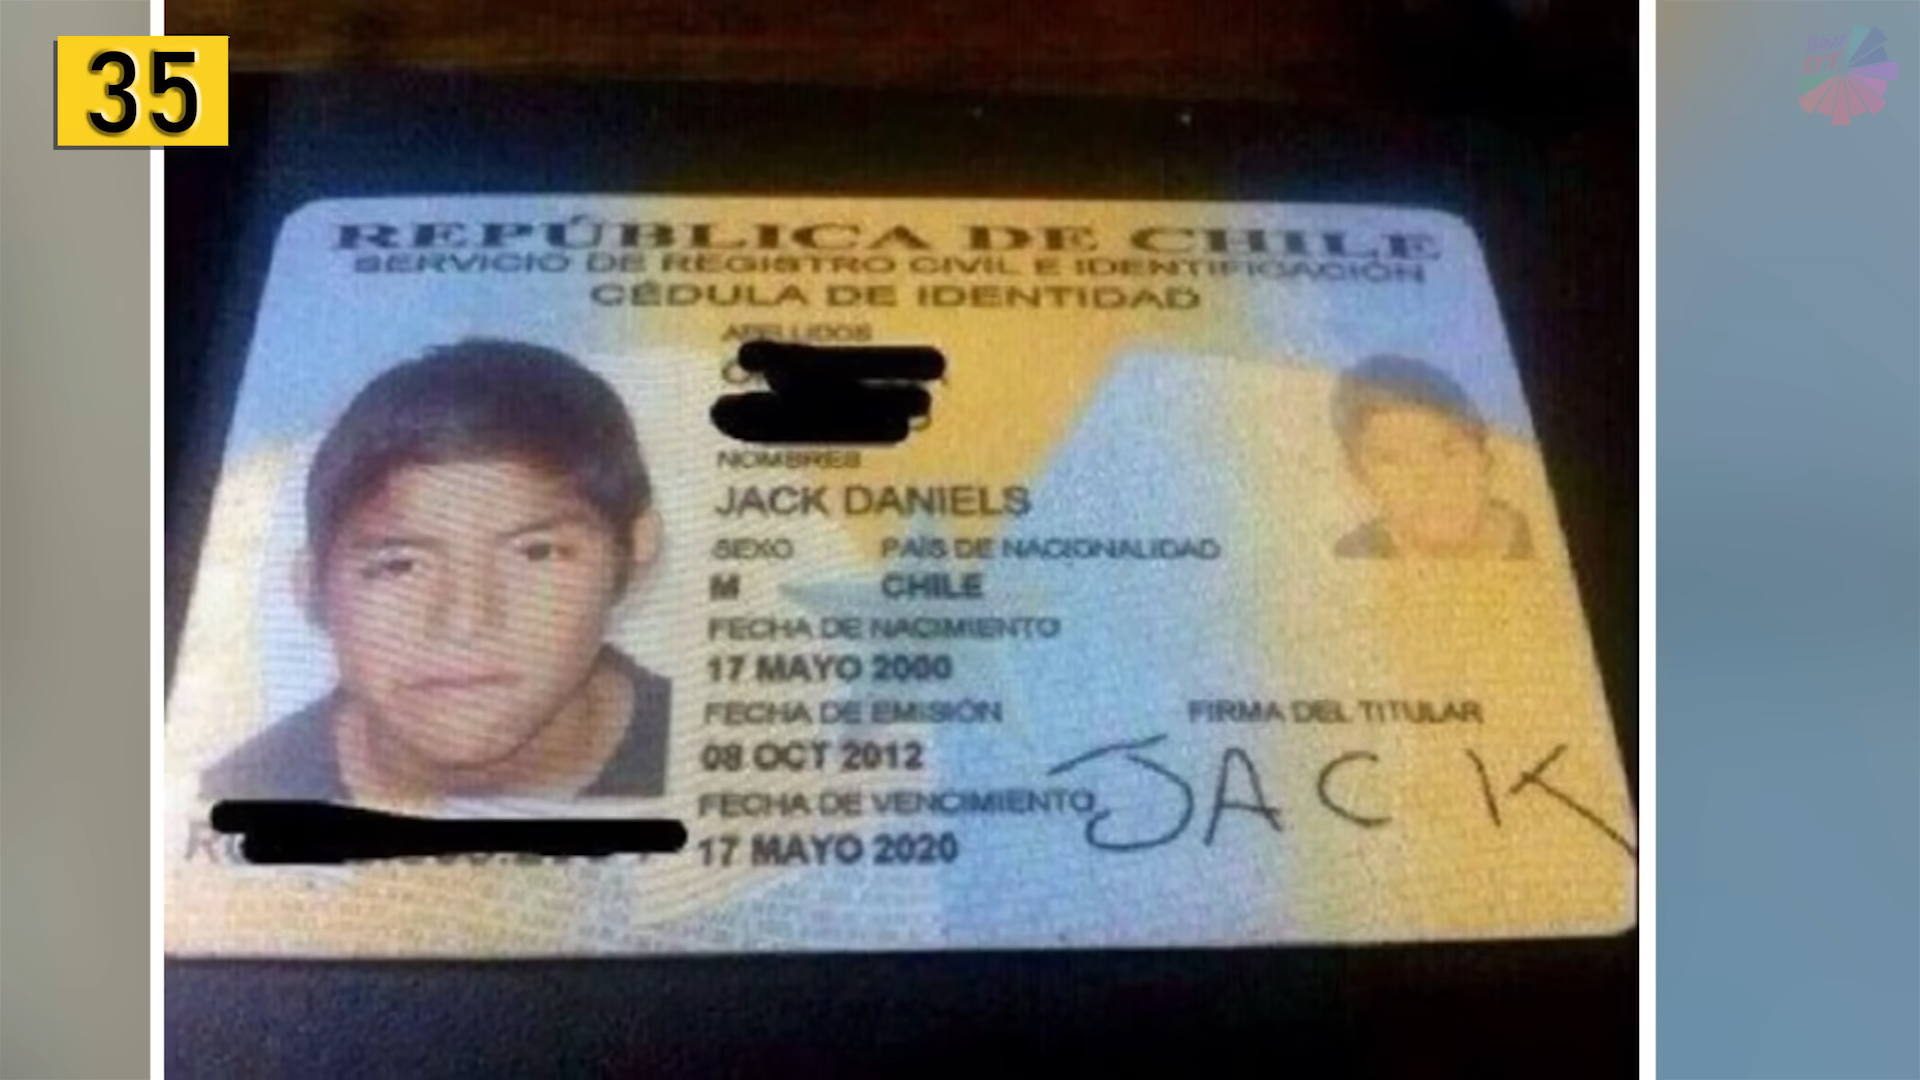 35
REPÚBLICA DE CHILE
SERVICIO DE REGISTRO CIVIL E IDENTIFICACIÓN
CÉDULA DE IDENTIDAD
APELLIDOS
NOMBRES
JACK DANIELS
SEXO PAÍS DE NACIONALIDAD
M CHILE
FECHA DE NACIMIENTO
17 MAYO 2000
FECHA DE EMISIÓN FIRMA DEL TITULAR
08 OCT 2012
JACK
FECHA DE VENCIMIENTO
17 MAYO 2020